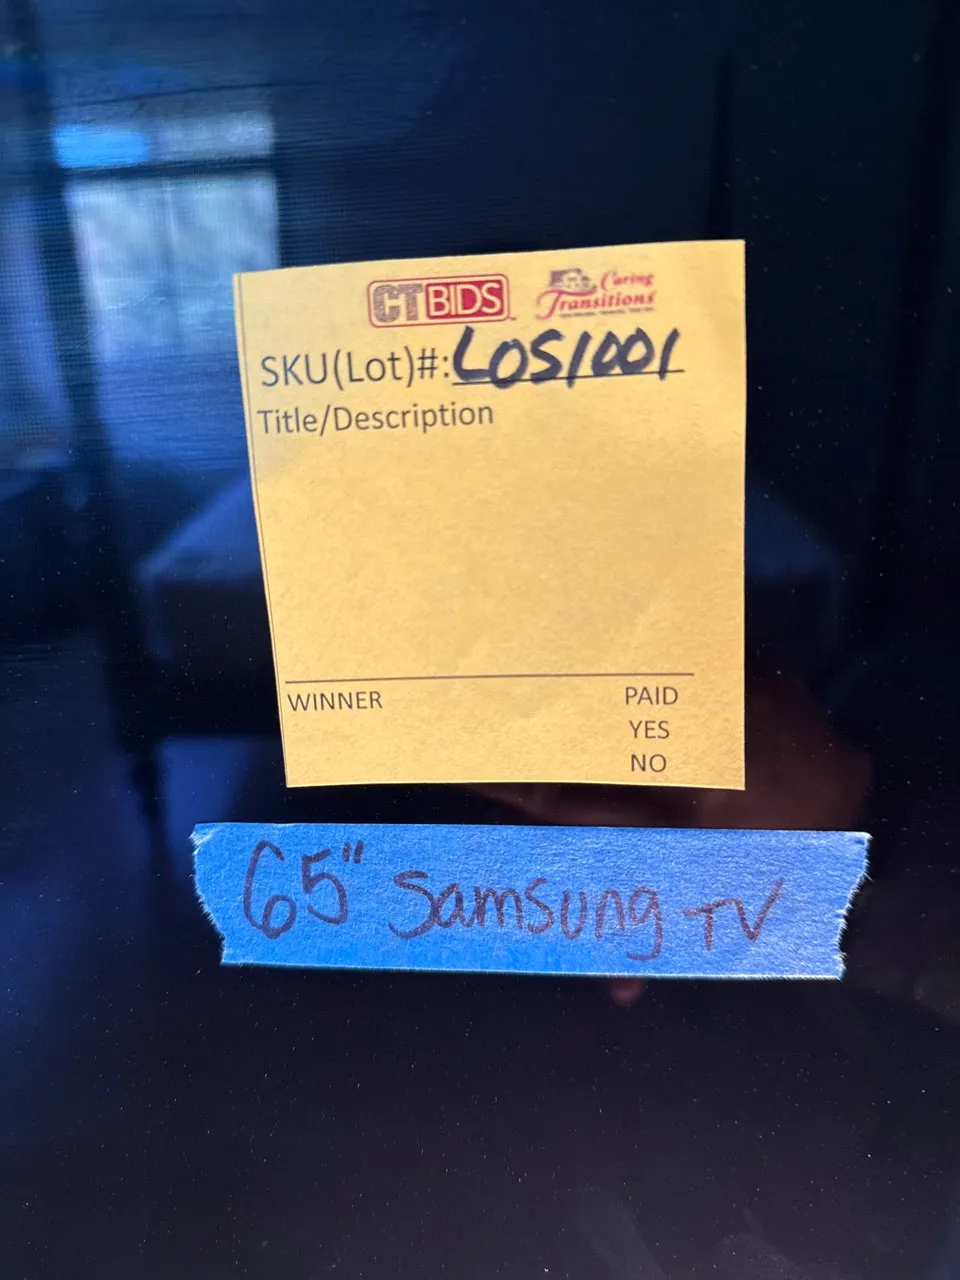 CTBIDS
Caring
Transitions
SKU(Lot)#: LOS1001
Title/Description
WINNER PAID
YES
NO
65" Samsung TV